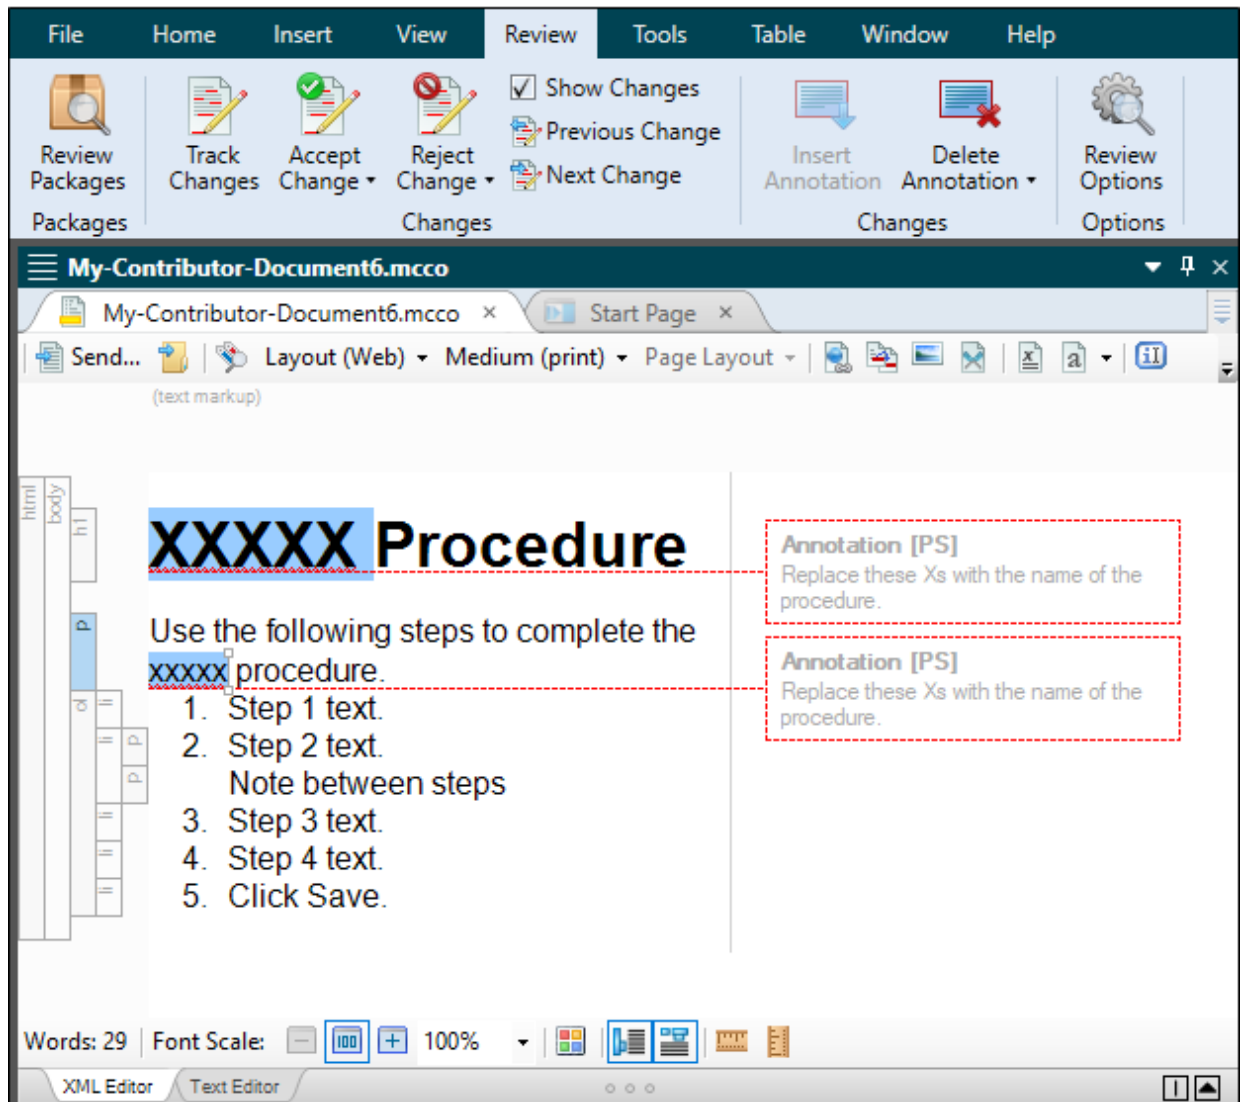 File Home Insert View Review Tools Table Window Help
Show Changes
Previous Change
Next Change
Review Packages
Track Changes
Accept Change
Reject Change
Insert Annotation
Delete Annotation
Review Options
Packages Changes Changes Options
My-Contributor-Document6.mcco
My-Contributor-Document6.mcco Start Page
Send... Layout (Web) Medium (print) Page Layout
(text markup)
html
body
h1
XXXXX Procedure
Annotation [PS]
Replace these Xs with the name of the
procedure.
p
Use the following steps to complete the
xxxxx procedure.
Annotation [PS]
Replace these Xs with the name of the
procedure.
ol
li
1. Step 1 text.
li p
2. Step 2 text.
p
Note between steps
li
3. Step 3 text.
li
4. Step 4 text.
li
5. Click Save.
Words: 29 Font Scale: 100 100%
XML Editor Text Editor